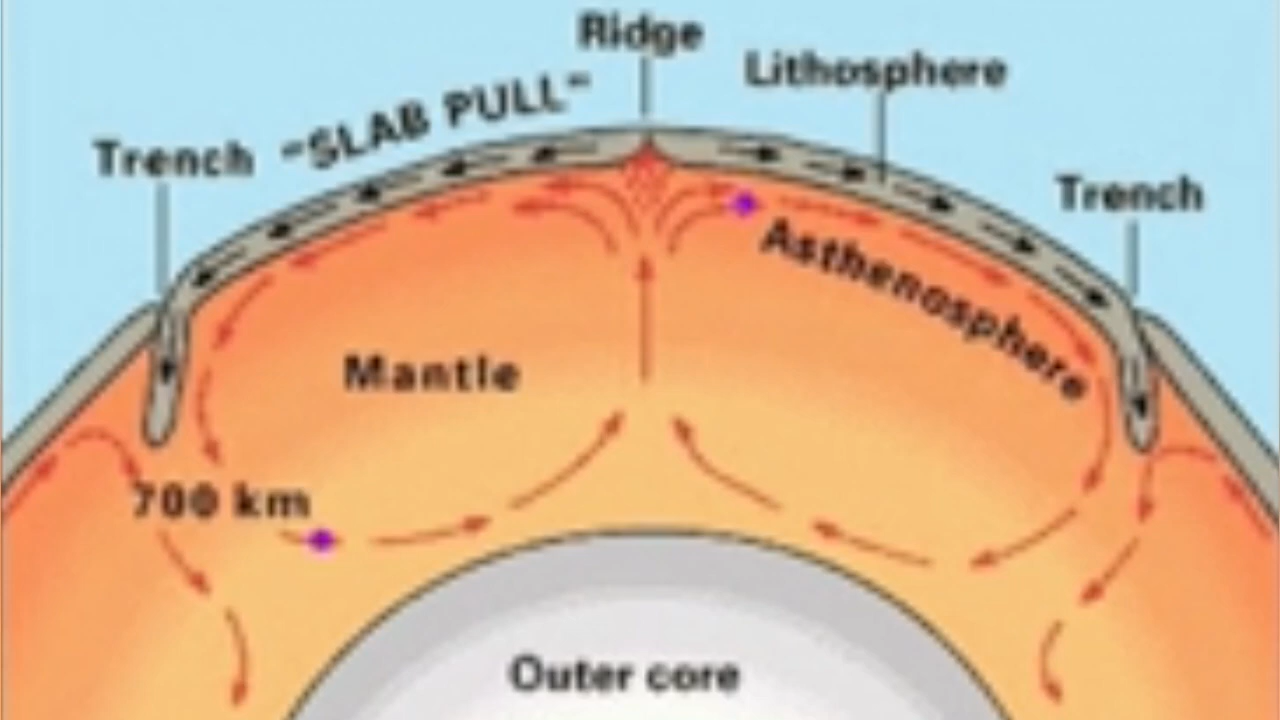 Ridge
Lithosphere
"SLAB PULL"
Trench
Trench
Asthenosphere
Mantle
700 km
Outer core